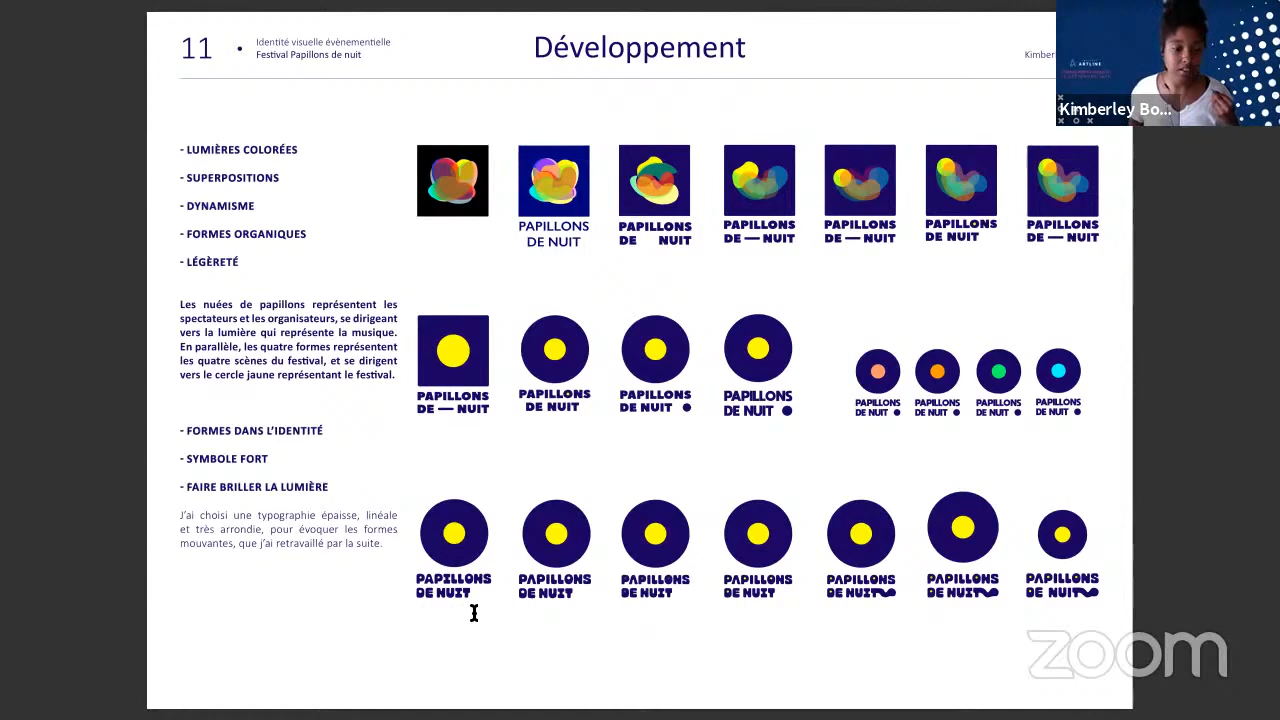 11
•
Identité visuelle évènementielle
Festival Papillons de nuit
Développement
Kimber
ARTLINE
Kimberley Bo...
- LUMIÈRES COLORÉES
- SUPERPOSITIONS
- DYNAMISME
- FORMES ORGANIQUES
- LÉGÈRETÉ
Les nuées de papillons représentent les
spectateurs et les organisateurs, se dirigeant
vers la lumière qui représente la musique.
En parallèle, les quatre formes représentent
les quatre scènes du festival, et se dirigent
vers le cercle jaune représentant le festival.
- FORMES DANS L'IDENTITÉ
- SYMBOLE FORT
- FAIRE BRILLER LA LUMIÈRE
J'ai choisi une typographie épaisse, linéale
et très arrondie, pour évoquer les formes
mouvantes, que j'ai retravaillé par la suite.
PAPILLONS
DE NUIT
PAPILLONS
DE NUIT
PAPILLONS
DE — NUIT
PAPILLONS
DE — NUIT
PAPILLONS
DE NUIT
PAPILLONS
DE — NUIT
PAPILLONS
DE — NUIT
PAPILLONS
DE NUIT
PAPILLONS
DE NUIT
PAPILLONS
DE NUIT
PAPILLONS
DE NUIT
PAPILLONS
DE NUIT
PAPILLONS
DE NUIT
PAPILLONS
DE NUIT
PAPILLONS
DE NUIT
PAPILLONS
DE NUIT
PAPILLONS
DE NUIT
PAPILLONS
DE NUIT
PAPILLONS
DE NUIT
PAPILLONS
DE NUIT
PAPILLONS
DE NUIT
zoom